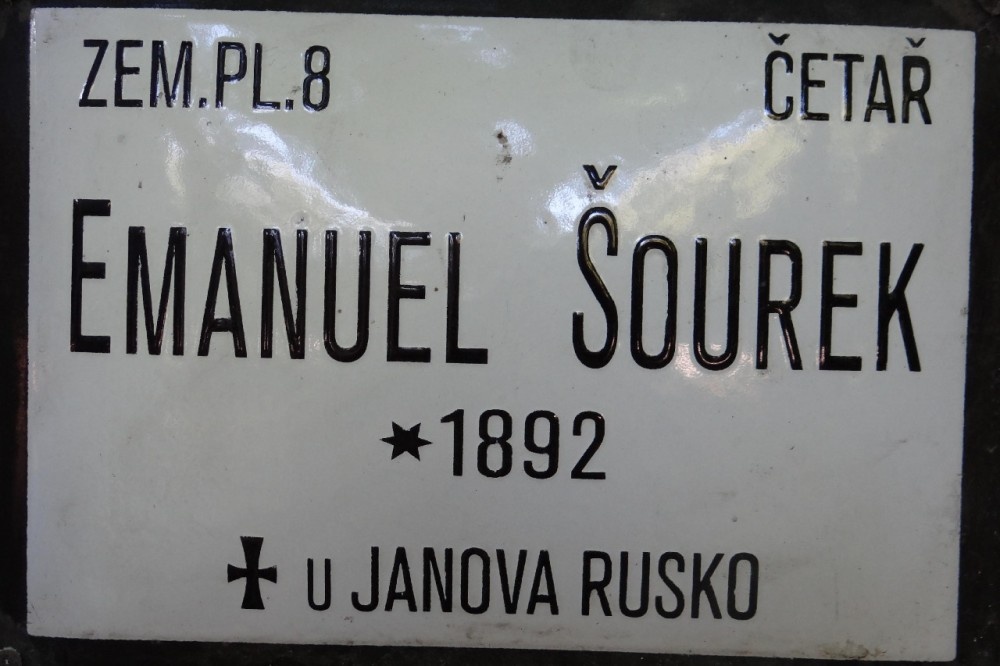 ZEM.PL.8 ČETAŘ
EMANUEL ŠOUREK
✶1892
✠ U JANOVA RUSKO